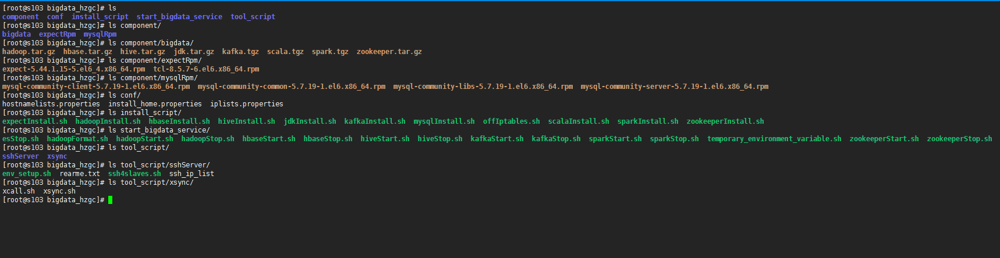 [root@s103 bigdata_hzgc]# ls
component  conf  install_script  start_bigdata_service  tool_script
[root@s103 bigdata_hzgc]# ls component/
bigdata  expectRpm  mysqlRpm
[root@s103 bigdata_hzgc]# ls component/bigdata/
hadoop.tar.gz  hbase.tar.gz  hive.tar.gz  jdk.tar.gz  kafka.tgz  scala.tgz  spark.tgz  zookeeper.tar.gz
[root@s103 bigdata_hzgc]# ls component/expectRpm/
expect-5.44.1.15-5.el6_4.x86_64.rpm  tcl-8.5.7-6.el6.x86_64.rpm
[root@s103 bigdata_hzgc]# ls component/mysqlRpm/
mysql-community-client-5.7.19-1.el6.x86_64.rpm  mysql-community-common-5.7.19-1.el6.x86_64.rpm  mysql-community-libs-5.7.19-1.el6.x86_64.rpm  mysql-community-server-5.7.19-1.el6.x86_64.rpm
[root@s103 bigdata_hzgc]# ls conf/
hostnamelists.properties  install_home.properties  iplists.properties
[root@s103 bigdata_hzgc]# ls install_script/
expectInstall.sh  hadoopInstall.sh  hbaseInstall.sh  hiveInstall.sh  jdkInstall.sh  kafkaInstall.sh  mysqlInstall.sh  offIptables.sh  scalaInstall.sh  sparkInstall.sh  zookeeperInstall.sh
[root@s103 bigdata_hzgc]# ls start_bigdata_service/
esStop.sh  hadoopFormat.sh  hadoopStart.sh  hadoopStop.sh  hbaseStart.sh  hbaseStop.sh  hiveStart.sh  hiveStop.sh  kafkaStart.sh  kafkaStop.sh  sparkStart.sh  sparkStop.sh  temporary_environment_variable.sh  zookeeperStart.sh  zookeeperStop.sh
[root@s103 bigdata_hzgc]# ls tool_script/
sshServer  xsync
[root@s103 bigdata_hzgc]# ls tool_script/sshServer/
env_setup.sh  rearme.txt  ssh4slaves.sh  ssh_ip_list
[root@s103 bigdata_hzgc]# ls tool_script/xsync/
xcall.sh  xsync.sh
[root@s103 bigdata_hzgc]#